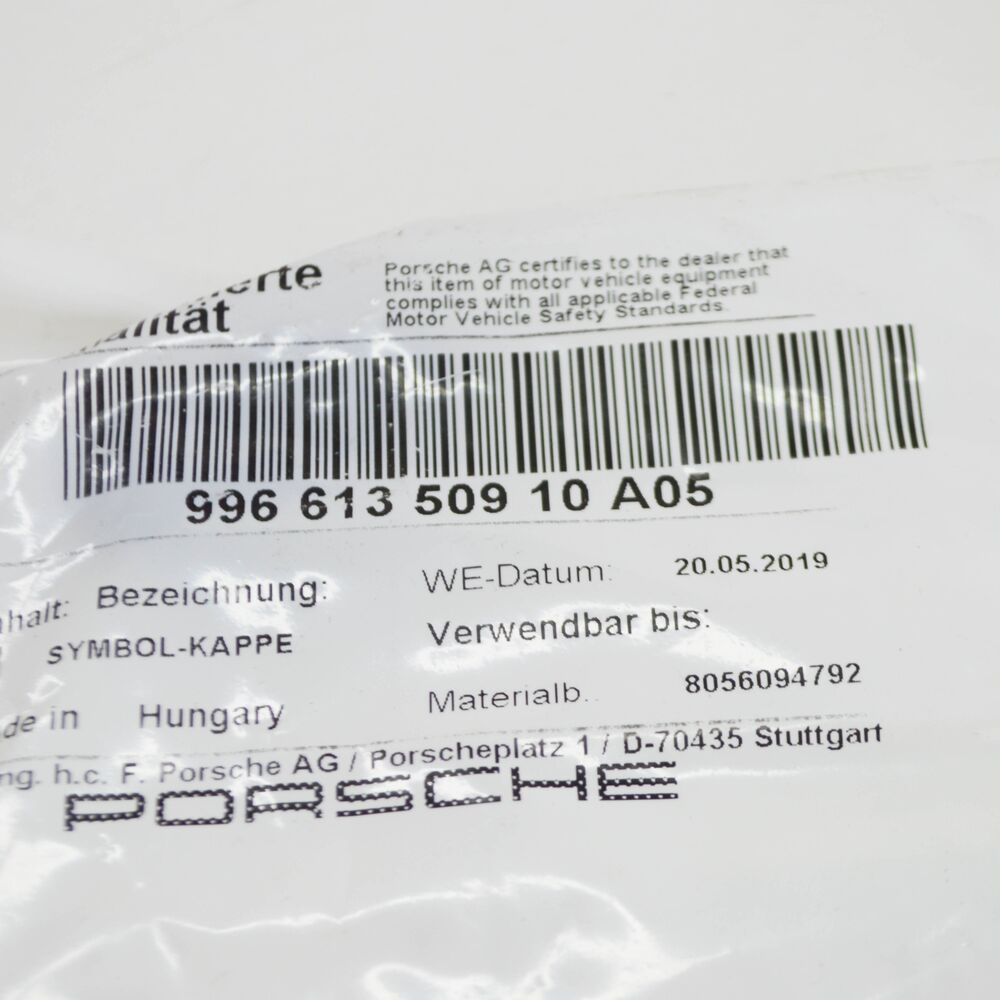 Porsche AG certifies to the dealer that
this item of motor vehicle equipment
complies with all applicable Federal
Motor Vehicle Safety Standards.
996 613 509 10 A05
Bezeichnung:
SYMBOL-KAPPE
WE-Datum: 20.05.2019
Verwendbar bis:
Materialb.. 8056094792
in Hungary
h.c. F. Porsche AG / Porscheplatz 1 / D-70435 Stuttgart
PORSCHE